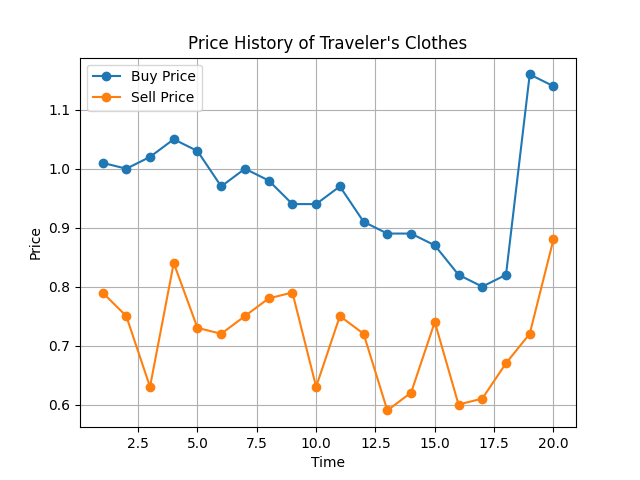 Price History of Traveler's Clothes
Buy Price
Sell Price
1.1
1.0
0.9
0.8
0.7
0.6
Price
2.5 5.0 7.5 10.0 12.5 15.0 17.5 20.0
Time